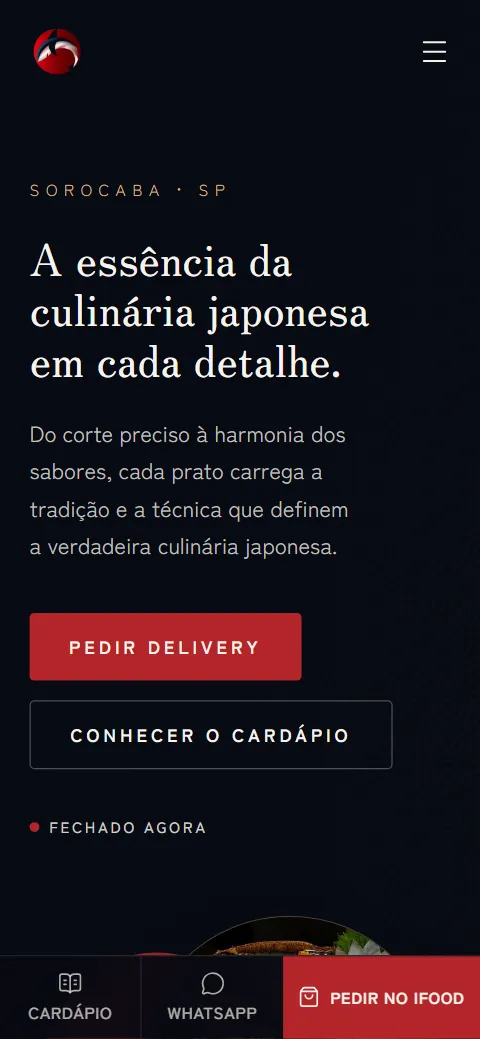 SOROCABA · SP
A essência da
culinária japonesa
em cada detalhe.
Do corte preciso à harmonia dos
sabores, cada prato carrega a
tradição e a técnica que definem
a verdadeira culinária japonesa.
PEDIR DELIVERY
CONHECER O CARDÁPIO
FECHADO AGORA
CARDÁPIO
WHATSAPP
PEDIR NO IFOOD